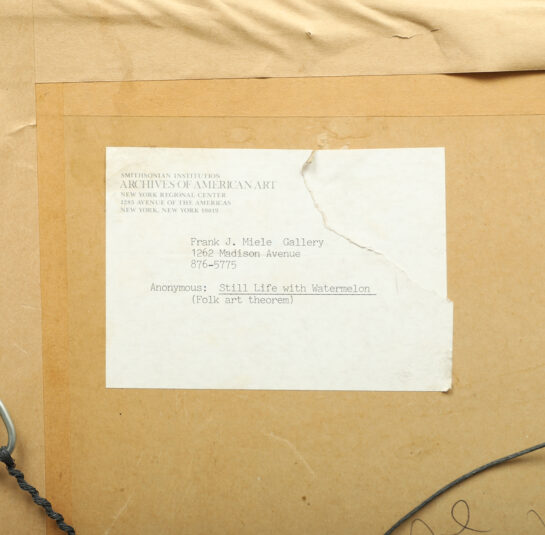 SMITHSONIAN INSTITUTION
ARCHIVES OF AMERICAN ART
NEW YORK REGIONAL CENTER
1285 AVENUE OF THE AMERICAS
NEW YORK, NEW YORK 10019
Frank J. Miele Gallery
1262 Madison Avenue
876-5775
Anonymous: Still Life with Watermelon
(Folk art theorem)